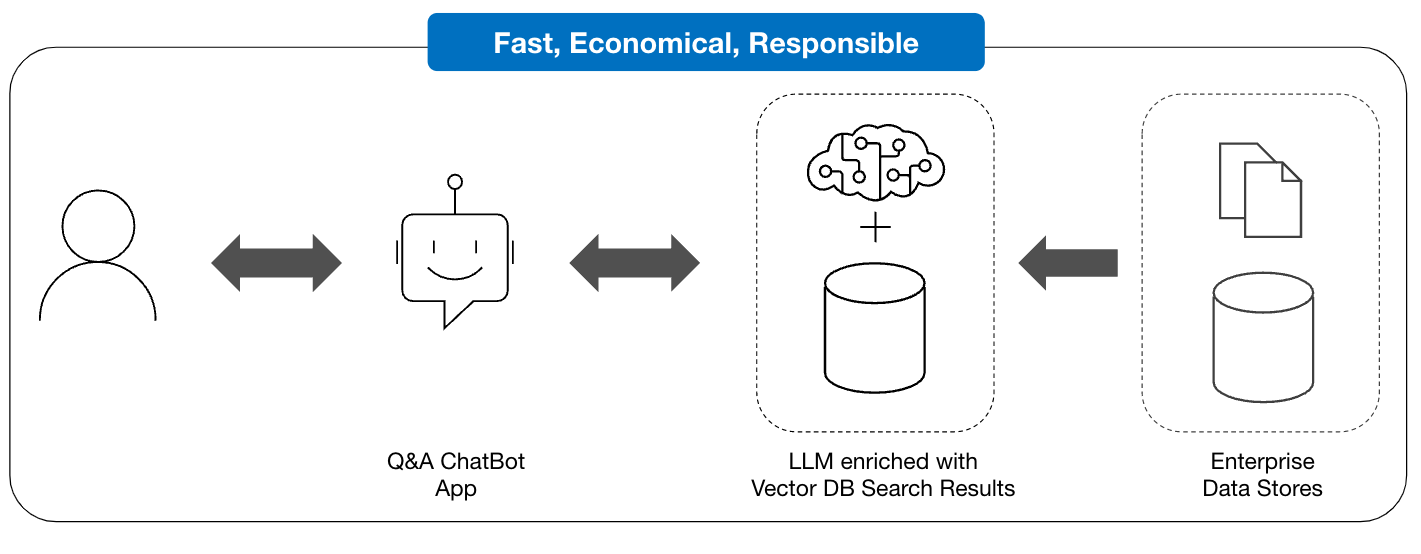 Fast, Economical, Responsible
Q&A ChatBot
App
LLM enriched with
Vector DB Search Results
Enterprise
Data Stores